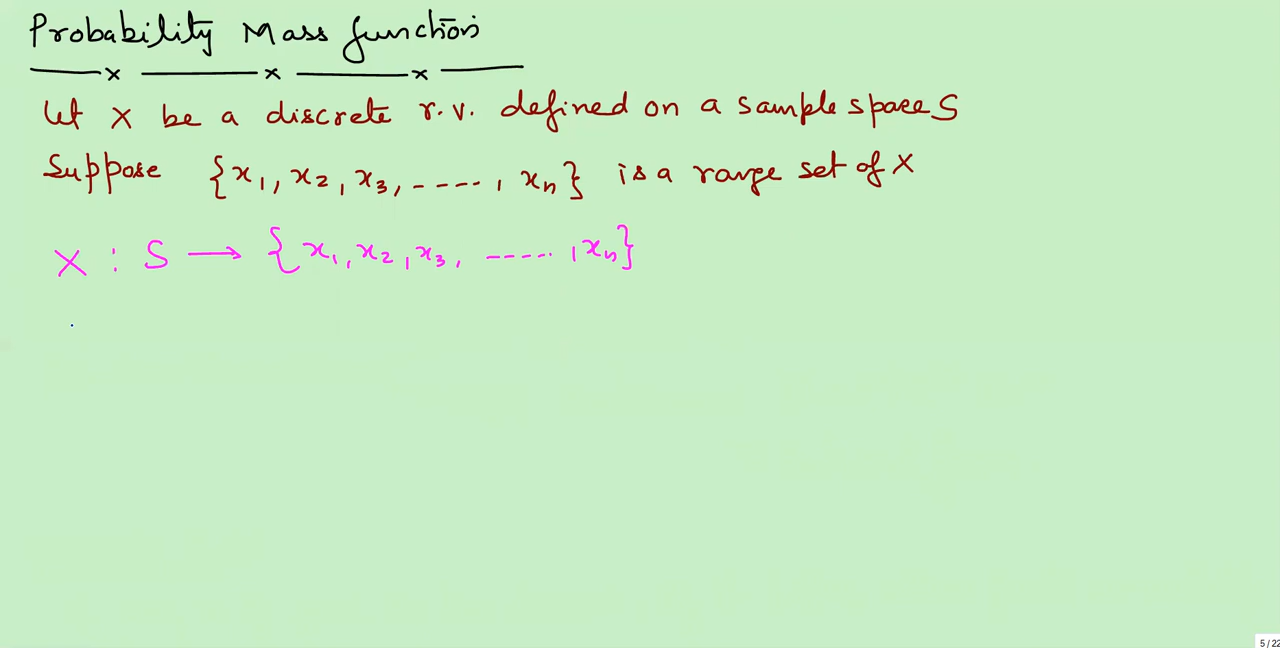 Probability Mass function
Let X be a discrete r.v. defined on a sample space S
Suppose {x₁, x₂, x₃, -----, xₙ} is a range set of X
X : S → {x₁, x₂, x₃, ------, xₙ}
5 / 22